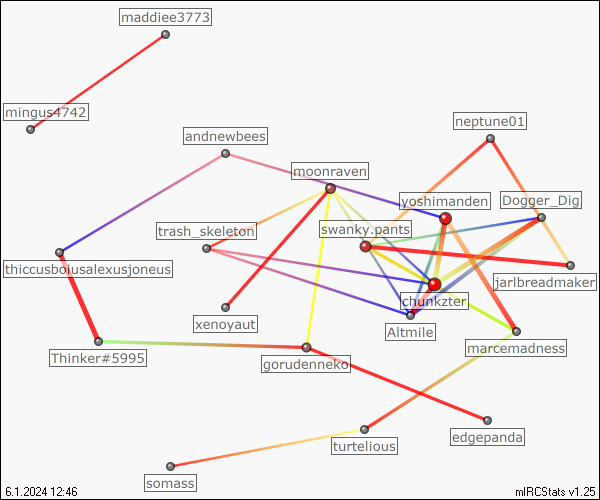 maddiee3773
mingus4742
neptune01
andnewbees
moonraven
yoshimanden
Dogger_Dig
trash_skeleton
swanky.pants
thiccusboiusalexusjoneus
jarlbreadmaker
chunkzter
xenoyaut
Altmile
marcemadness
Thinker#5995
gorudenneko
edgepanda
turtelious
somass
6.1.2024 12:46
mIRCStats v1.25